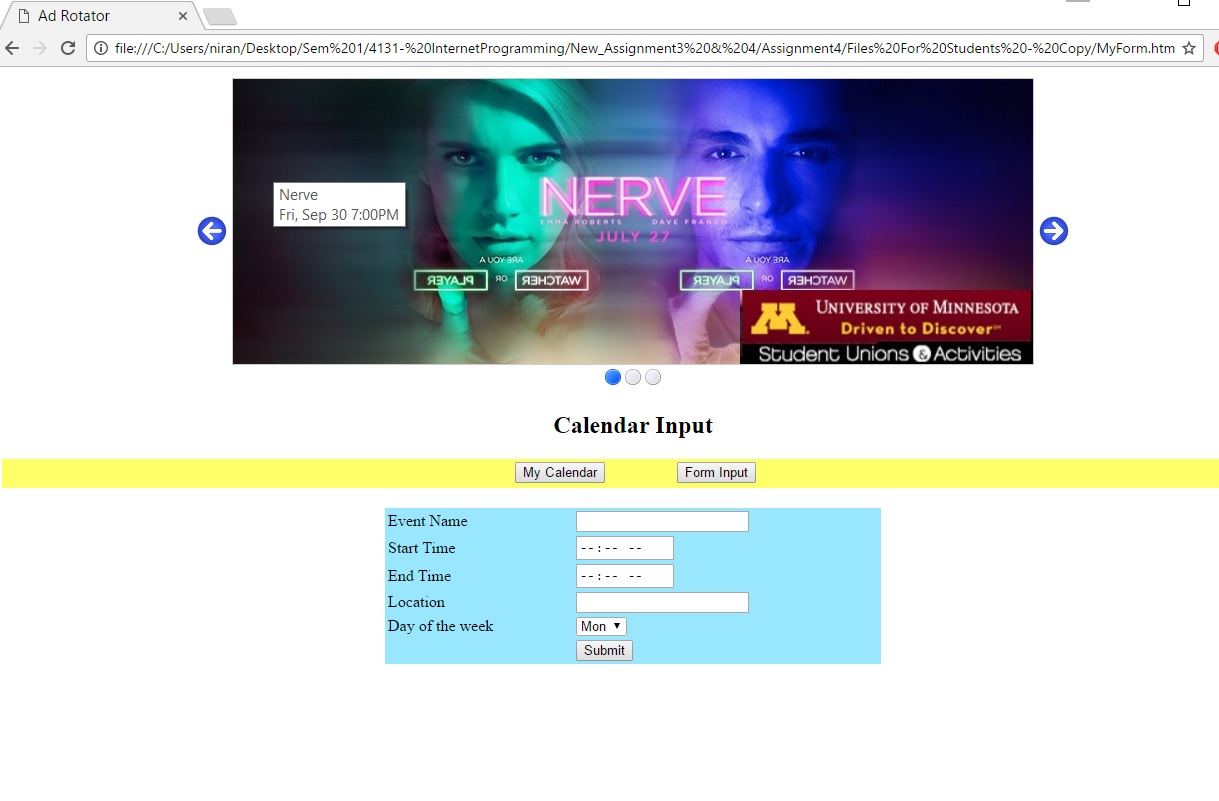 Ad Rotator
file:///C:/Users/niran/Desktop/Sem%201/4131-%20InternetProgramming/New_Assignment3%20&%204/Assignment4/Files%20For%20Students%20-%20Copy/MyForm.htm
Nerve
Fri, Sep 30 7:00PM
NERVE
EMMA ROBERTS DAVE FRANCO
JULY 27
ARE YOU A
PLAYER OR WATCHER
ARE YOU A
PLAYER OR WATCHER
M
UNIVERSITY OF MINNESOTA
Driven to Discover℠
Student Unions & Activities
Calendar Input
My Calendar Form Input
Event Name
Start Time --:-- --
End Time --:-- --
Location
Day of the week Mon
Submit